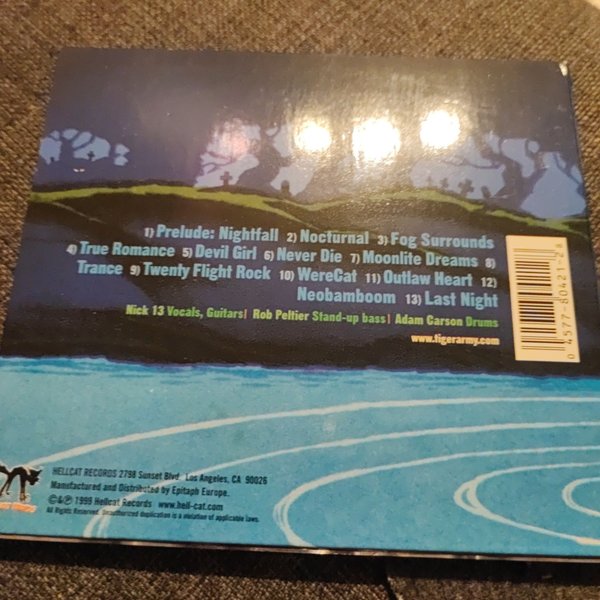 1) Prelude: Nightfall 2) Nocturnal 3) Fog Surrounds
4) True Romance 5) Devil Girl 6) Never Die 7) Moonlite Dreams 8)
Trance 9) Twenty Flight Rock 10) WereCat 11) Outlaw Heart 12)
Neobamboom 13) Last Night
Nick 13 Vocals, Guitars| Rob Peltier Stand-up bass| Adam Carson Drums
www.tigerarmy.com
0 4577-80421-2
HELLCAT RECORDS 2798 Sunset Blvd. Los Angeles, CA 90026
Manufactured and Distributed by Epitaph Europe.
©&℗ 1999 Hellcat Records www.hell-cat.com
All Rights Reserved. Unauthorized duplication is a violation of applicable laws.